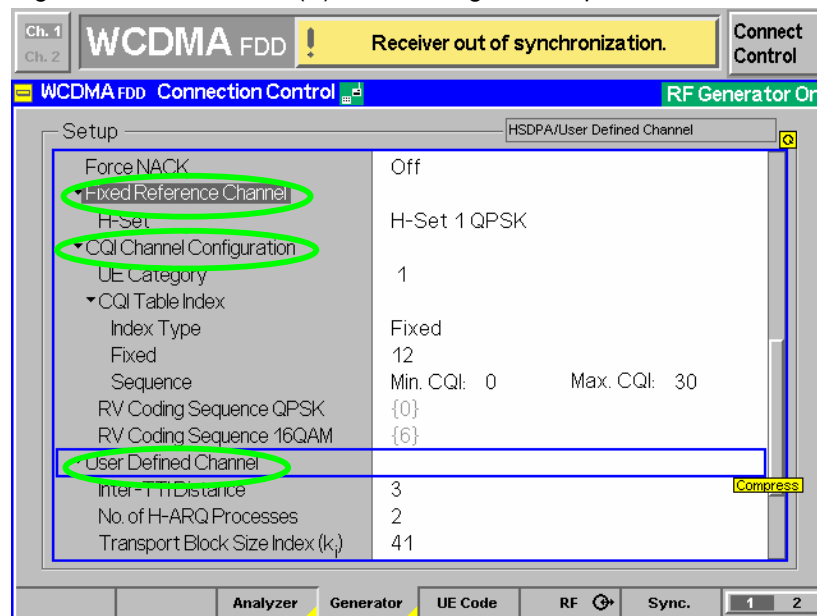 Ch. 1
Ch. 2
WCDMA FDD
! Receiver out of synchronization.
Connect
Control
WCDMA FDD Connection Control
RF Generator On
Setup
HSDPA/User Defined Channel
Force NACK Off
Fixed Reference Channel
H-Set H-Set 1 QPSK
CQI Channel Configuration
UE Category 1
CQI Table Index
Index Type Fixed
Fixed 12
Sequence Min. CQI: 0 Max. CQI: 30
RV Coding Sequence QPSK {0}
RV Coding Sequence 16QAM {6}
User Defined Channel
Inter-TTI Distance 3
Compress
No. of H-ARQ Processes 2
Transport Block Size Index (ki) 41
Analyzer Generator UE Code RF Sync. 1 2